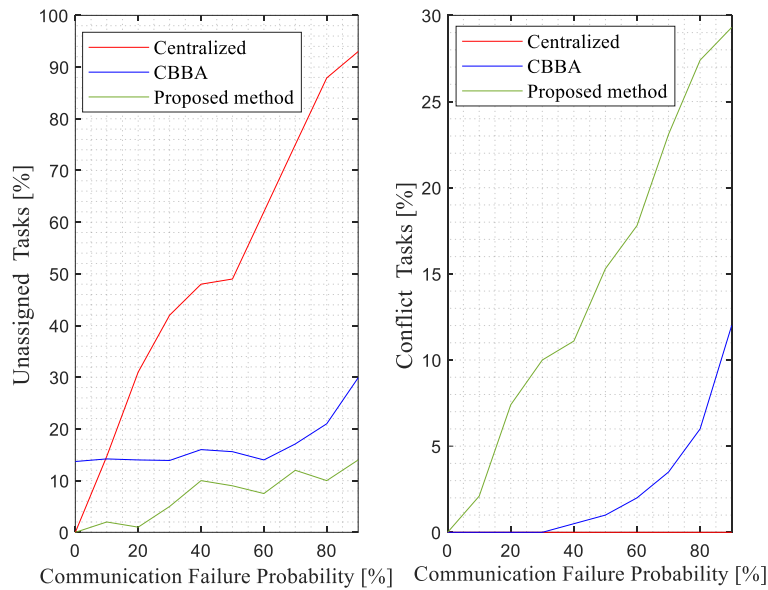 100
90
80
70
60
50
40
30
20
10
0
Unassigned Tasks [%]
Centralized
CBBA
Proposed method
0
20
40
60
80
Communication Failure Probability [%]
30
25
20
15
10
5
0
Conflict Tasks [%]
Centralized
CBBA
Proposed method
0
20
40
60
80
Communication Failure Probability [%]